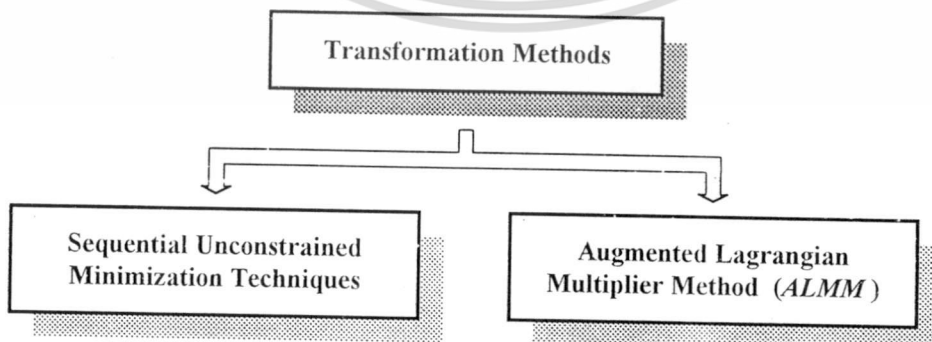 Transformation Methods
Sequential Unconstrained
Minimization Techniques
Augmented Lagrangian
Multiplier Method (ALMM )